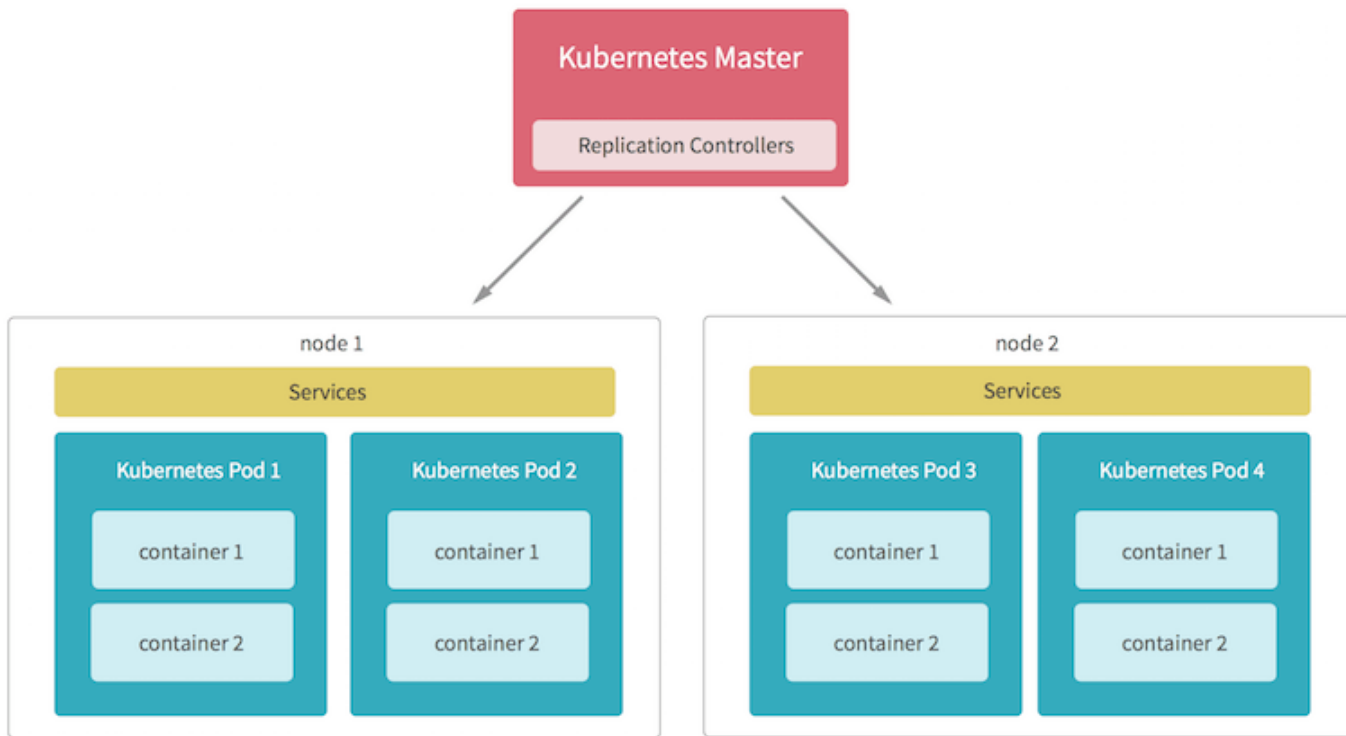 Kubernetes Master
Replication Controllers
node 1
Services
Kubernetes Pod 1
container 1
container 2
Kubernetes Pod 2
container 1
container 2
node 2
Services
Kubernetes Pod 3
container 1
container 2
Kubernetes Pod 4
container 1
container 2